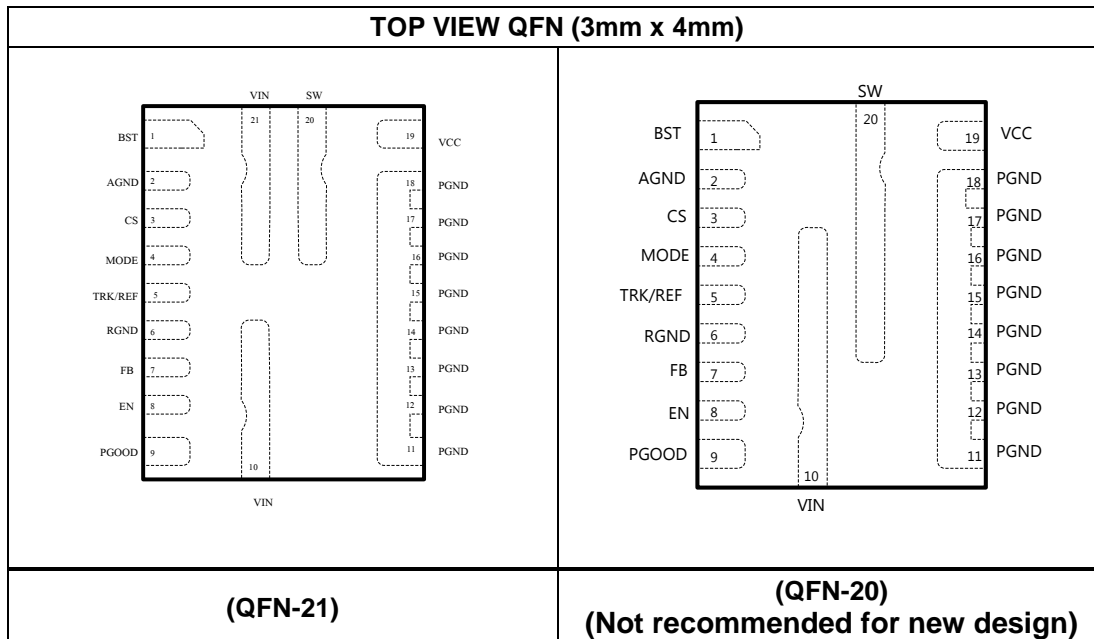 TOP VIEW QFN (3mm x 4mm)
VIN SW
21 20
BST 1 19 VCC
AGND 2 18 PGND
CS 3 17 PGND
MODE 4 16 PGND
TRK/REF 5 15 PGND
RGND 6 14 PGND
FB 7 13 PGND
EN 8 12 PGND
PGOOD 9 11 PGND
10
VIN
SW
20
BST 1 19 VCC
AGND 2 18 PGND
CS 3 17 PGND
MODE 4 16 PGND
TRK/REF 5 15 PGND
RGND 6 14 PGND
FB 7 13 PGND
EN 8 12 PGND
PGOOD 9 11 PGND
10
VIN
(QFN-21)
(QFN-20)
(Not recommended for new design)